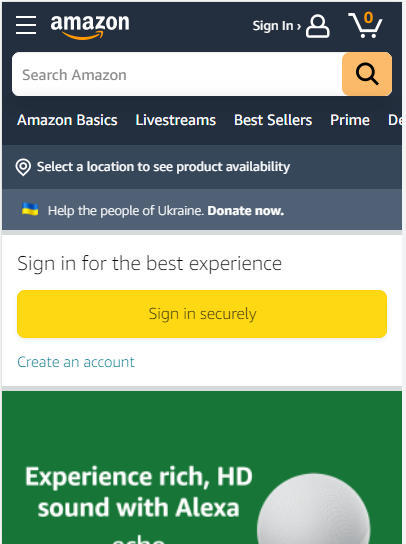 amazon
Sign In ›
0
Search Amazon
Amazon Basics Livestreams Best Sellers Prime
Select a location to see product availability
Help the people of Ukraine. Donate now.
Sign in for the best experience
Sign in securely
Create an account
Experience rich, HD
sound with Alexa
echo